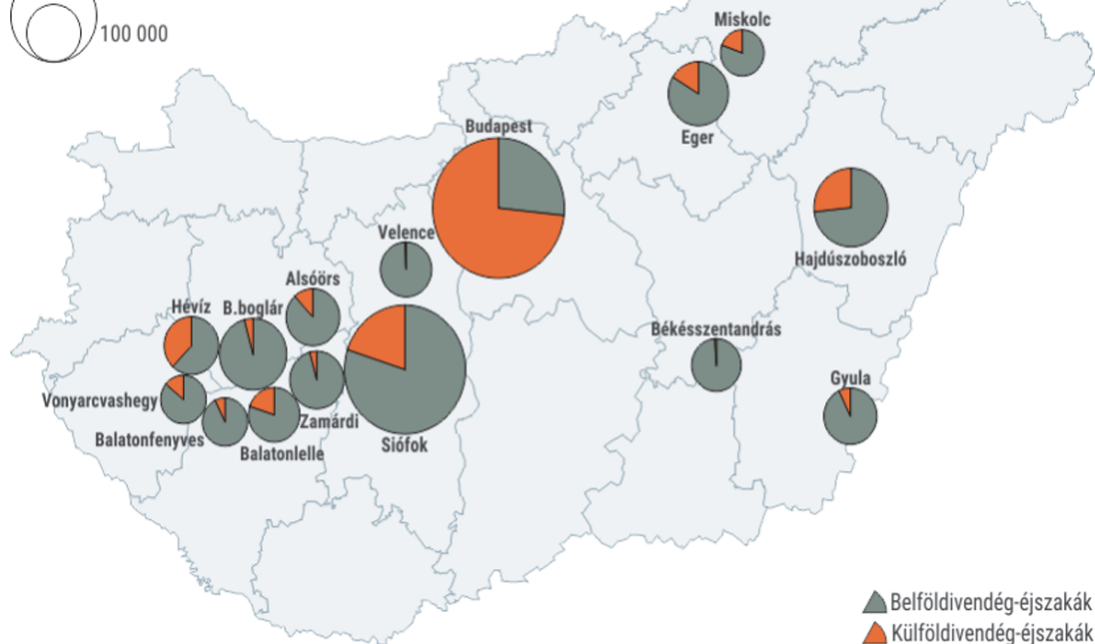 100 000
Miskolc
Eger
Budapest
Velence
Hajdúszoboszló
Alsóörs
Hévíz
B.boglár
Békésszentandrás
Gyula
Vonyarcvashegy
Zamárdi
Balatonfenyves
Siófok
Balatonlelle
Belföldivendég-éjszakák
Külföldivendég-éjszakák